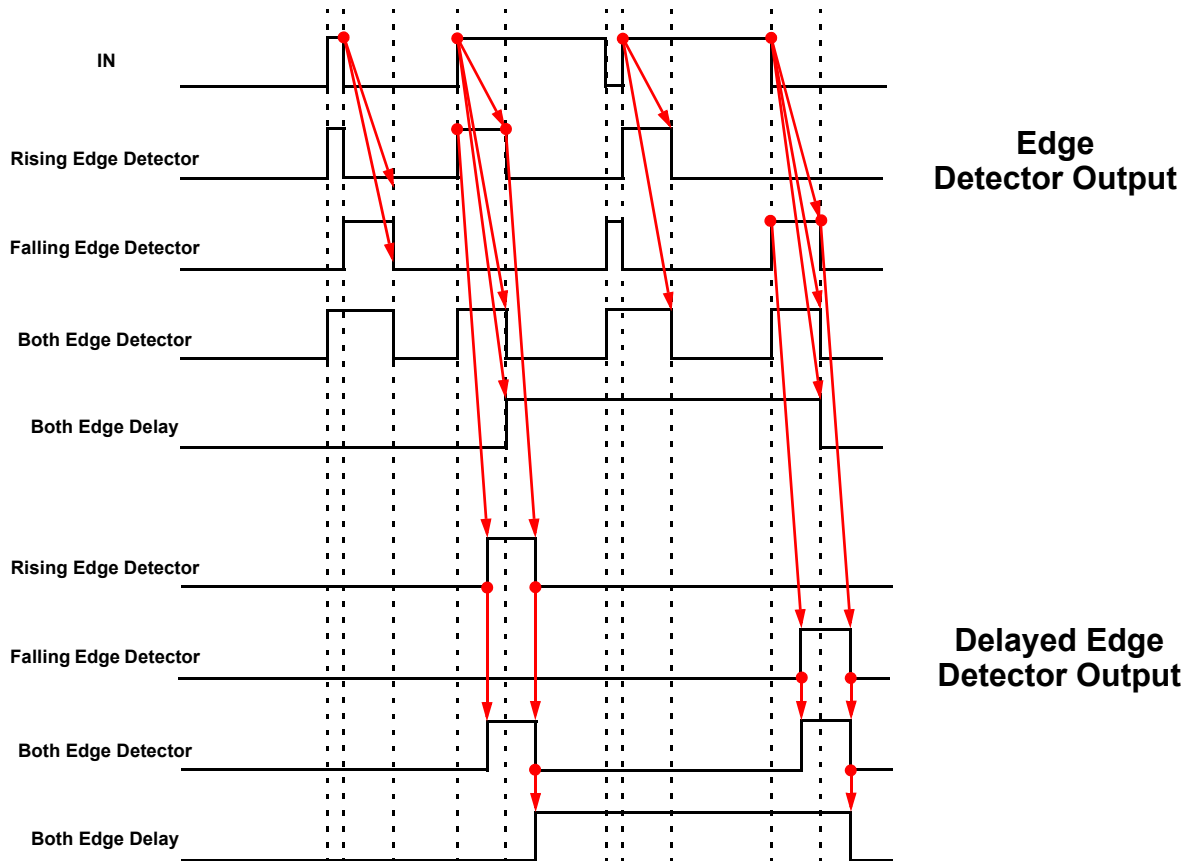 IN
Rising Edge Detector
Edge
Detector Output
Falling Edge Detector
Both Edge Detector
Both Edge Delay
Rising Edge Detector
Falling Edge Detector
Delayed Edge
Detector Output
Both Edge Detector
Both Edge Delay